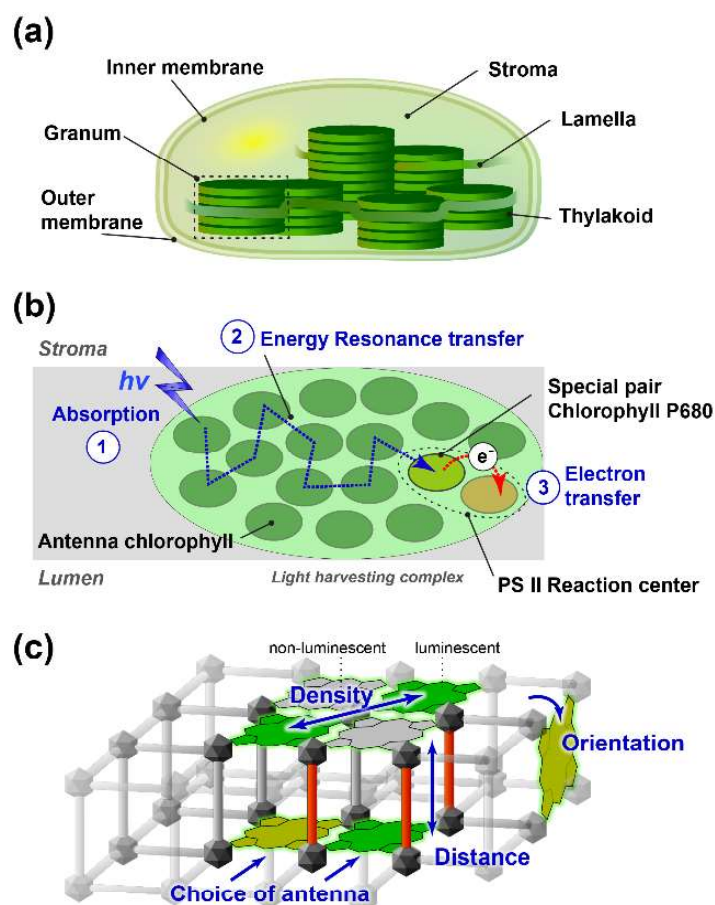 (a)
Inner membrane
Stroma
Granum
Lamella
Outer
membrane
Thylakoid
(b)
2 Energy Resonance transfer
Stroma
hν
Absorption
1
Special pair
Chlorophyll P680
e⁻
3 Electron
transfer
Antenna chlorophyll
Lumen
Light harvesting complex
PS II Reaction center
(c)
non-luminescent
luminescent
Density
Orientation
Distance
Choice of antenna